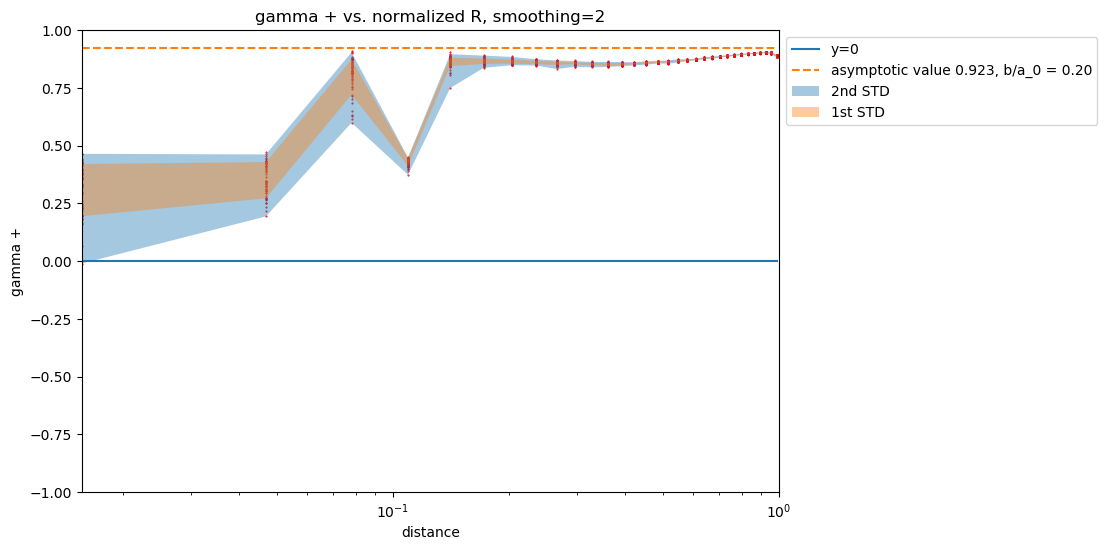 gamma + vs. normalized R, smoothing=2
1.00
0.75
0.50
0.25
0.00
−0.25
−0.50
−0.75
−1.00
gamma +
10⁻¹
10⁰
distance
y=0
asymptotic value 0.923, b/a_0 = 0.20
2nd STD
1st STD